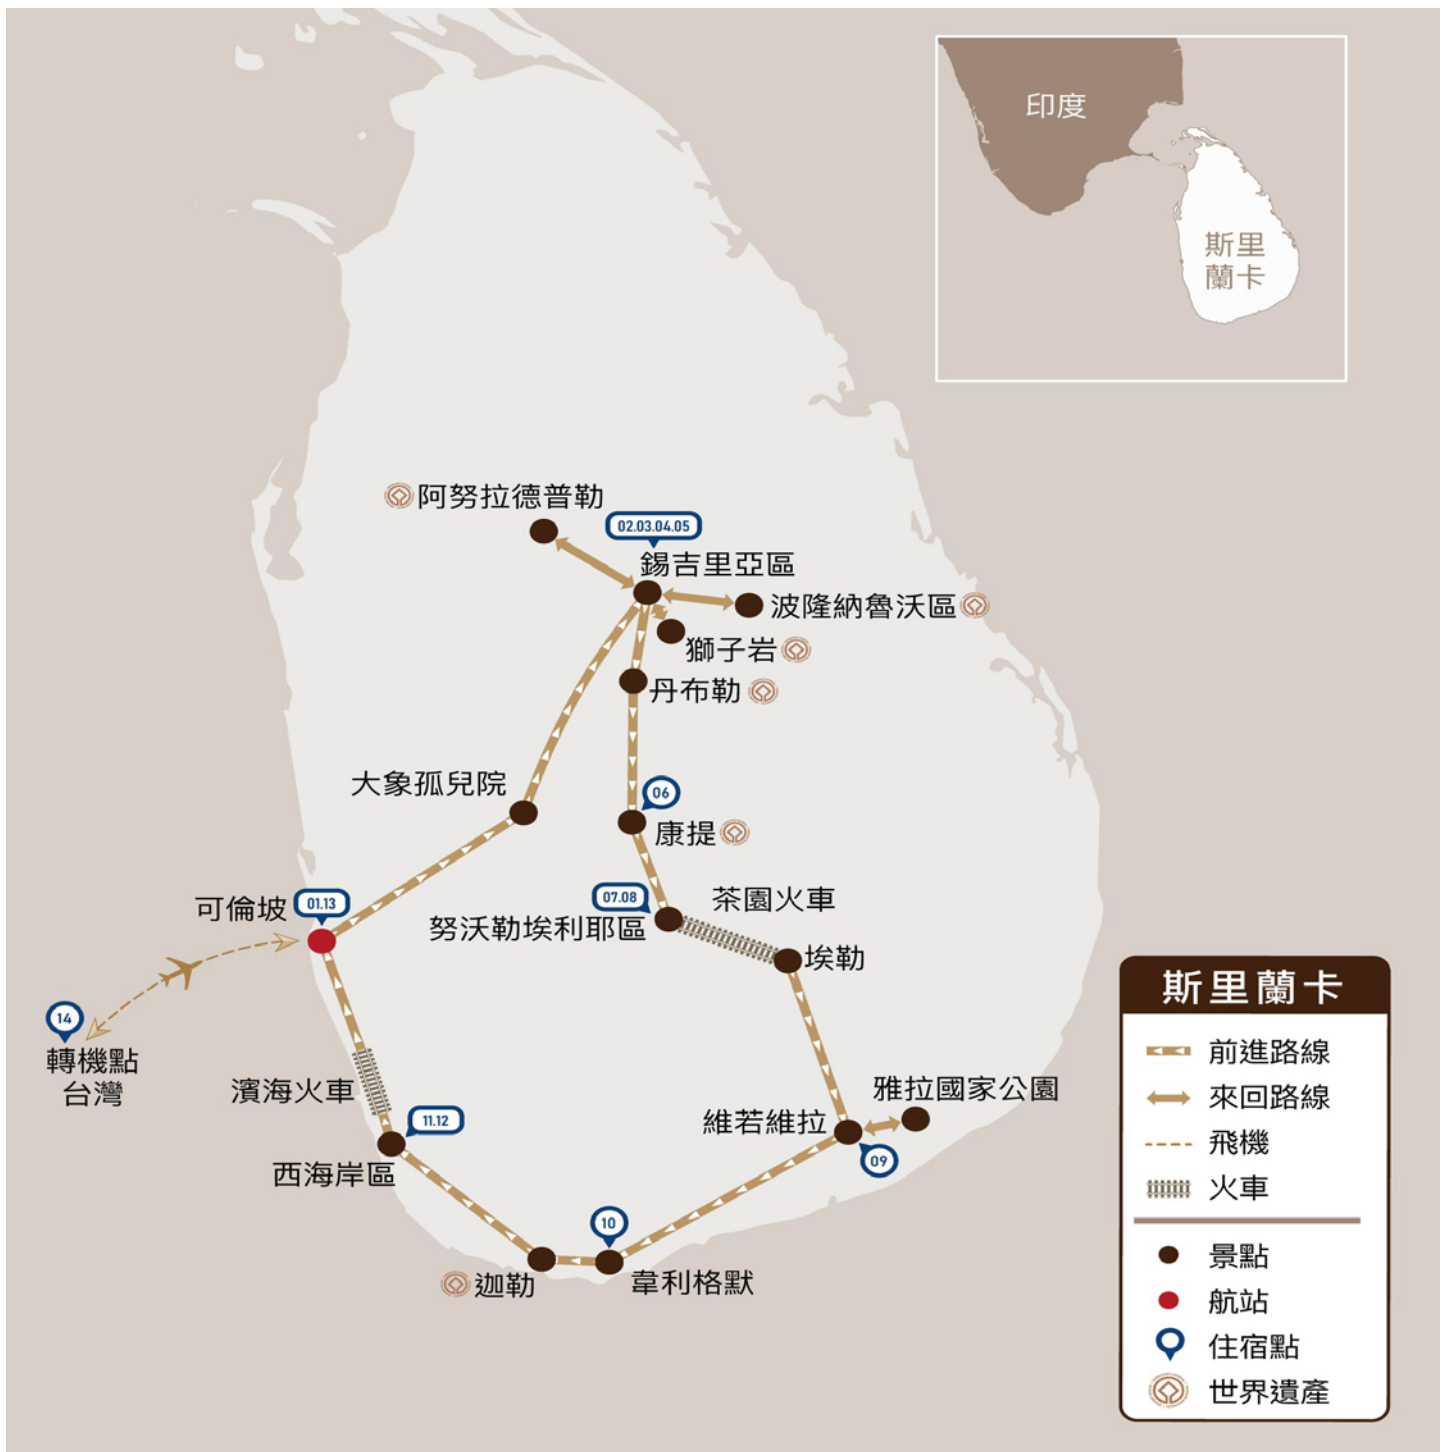 印度
斯里
蘭卡
阿努拉德普勒
02.03.04.05
錫吉里亞區
波隆納魯沃區
獅子岩
丹布勒
大象孤兒院
06
康提
07.08
茶園火車
可倫坡
01.13
努沃勒埃利耶區
埃勒
14
轉機點
台灣
濱海火車
雅拉國家公園
11.12
維若維拉
西海岸區
09
10
迦勒
韋利格默
斯里蘭卡
前進路線
來回路線
飛機
火車
景點
航站
住宿點
世界遺產